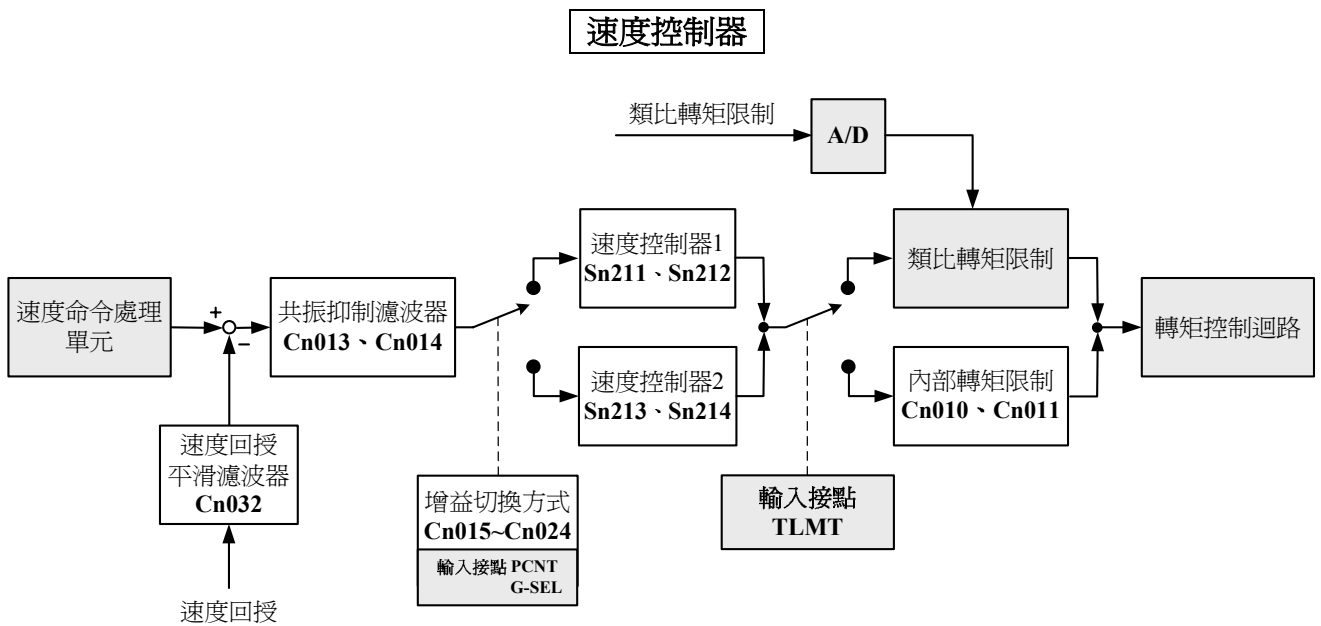 速度控制器
類比轉矩限制
A/D
速度命令處理
單元
+
−
共振抑制濾波器
Cn013、Cn014
速度控制器1
Sn211、Sn212
速度控制器2
Sn213、Sn214
類比轉矩限制
內部轉矩限制
Cn010、Cn011
轉矩控制迴路
速度回授
平滑濾波器
Cn032
速度回授
增益切換方式
Cn015~Cn024
輸入接點 PCNT
G-SEL
輸入接點
TLMT